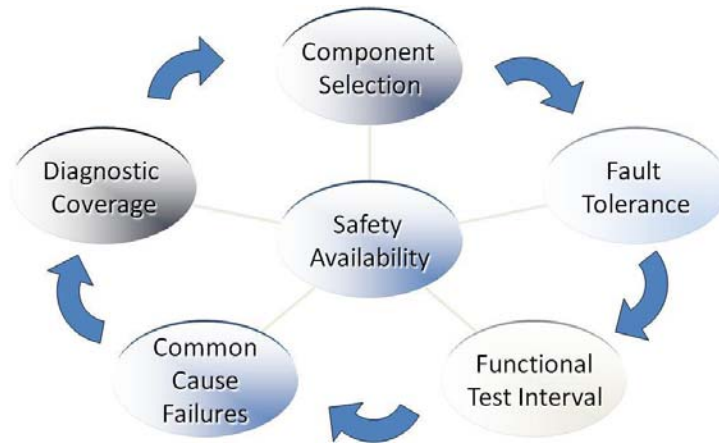 Component
Selection
Diagnostic
Coverage
Fault
Tolerance
Safety
Availability
Common
Cause
Failures
Functional
Test Interval